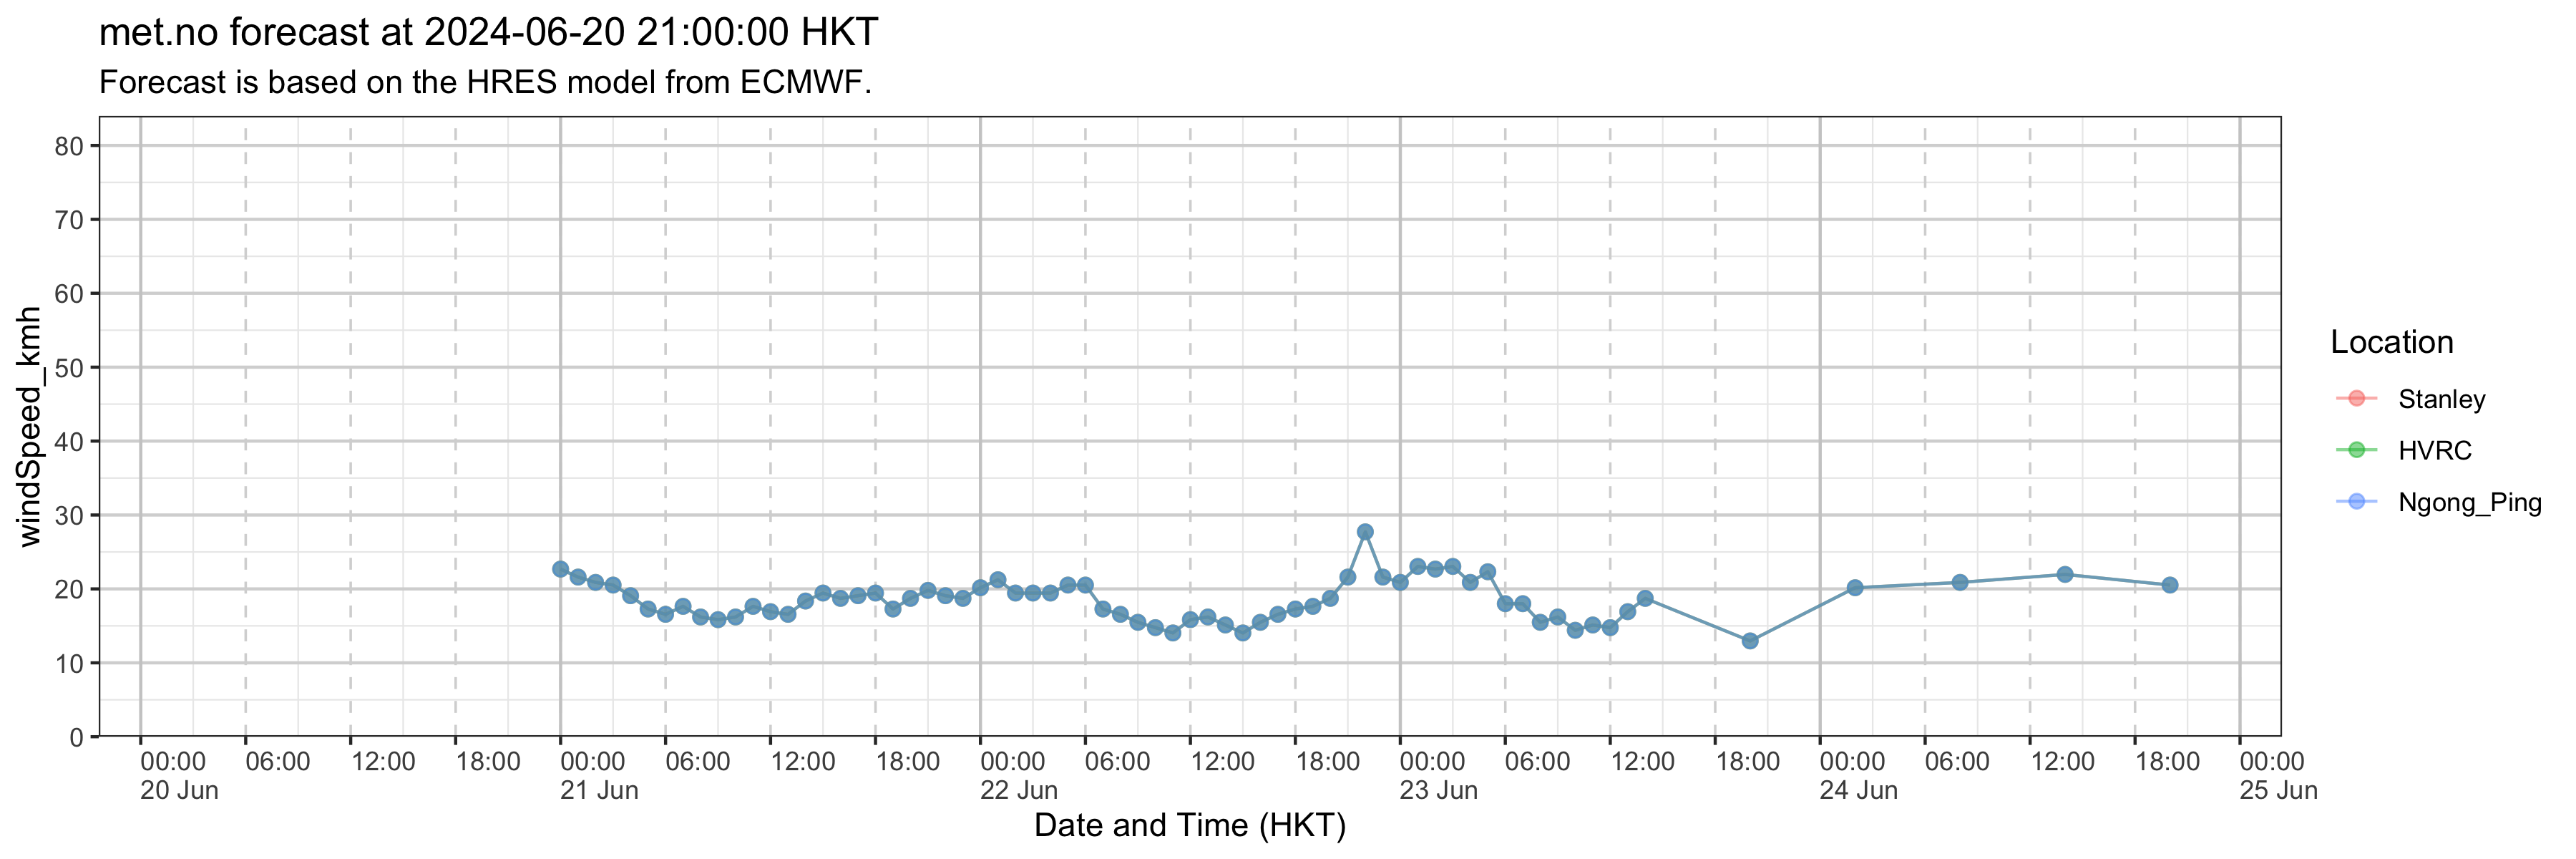 met.no forecast at 2024-06-20 21:00:00 HKT
Forecast is based on the HRES model from ECMWF.
windSpeed_kmh
80
70
60
50
40
30
20
10
0
00:00 06:00 12:00 18:00 00:00 06:00 12:00 18:00 00:00 06:00 12:00 18:00 00:00 06:00 12:00 18:00 00:00 06:00 12:00 18:00 00:00
20 Jun 21 Jun 22 Jun 23 Jun 24 Jun 25 Jun
Date and Time (HKT)
Location
Stanley
HVRC
Ngong_Ping